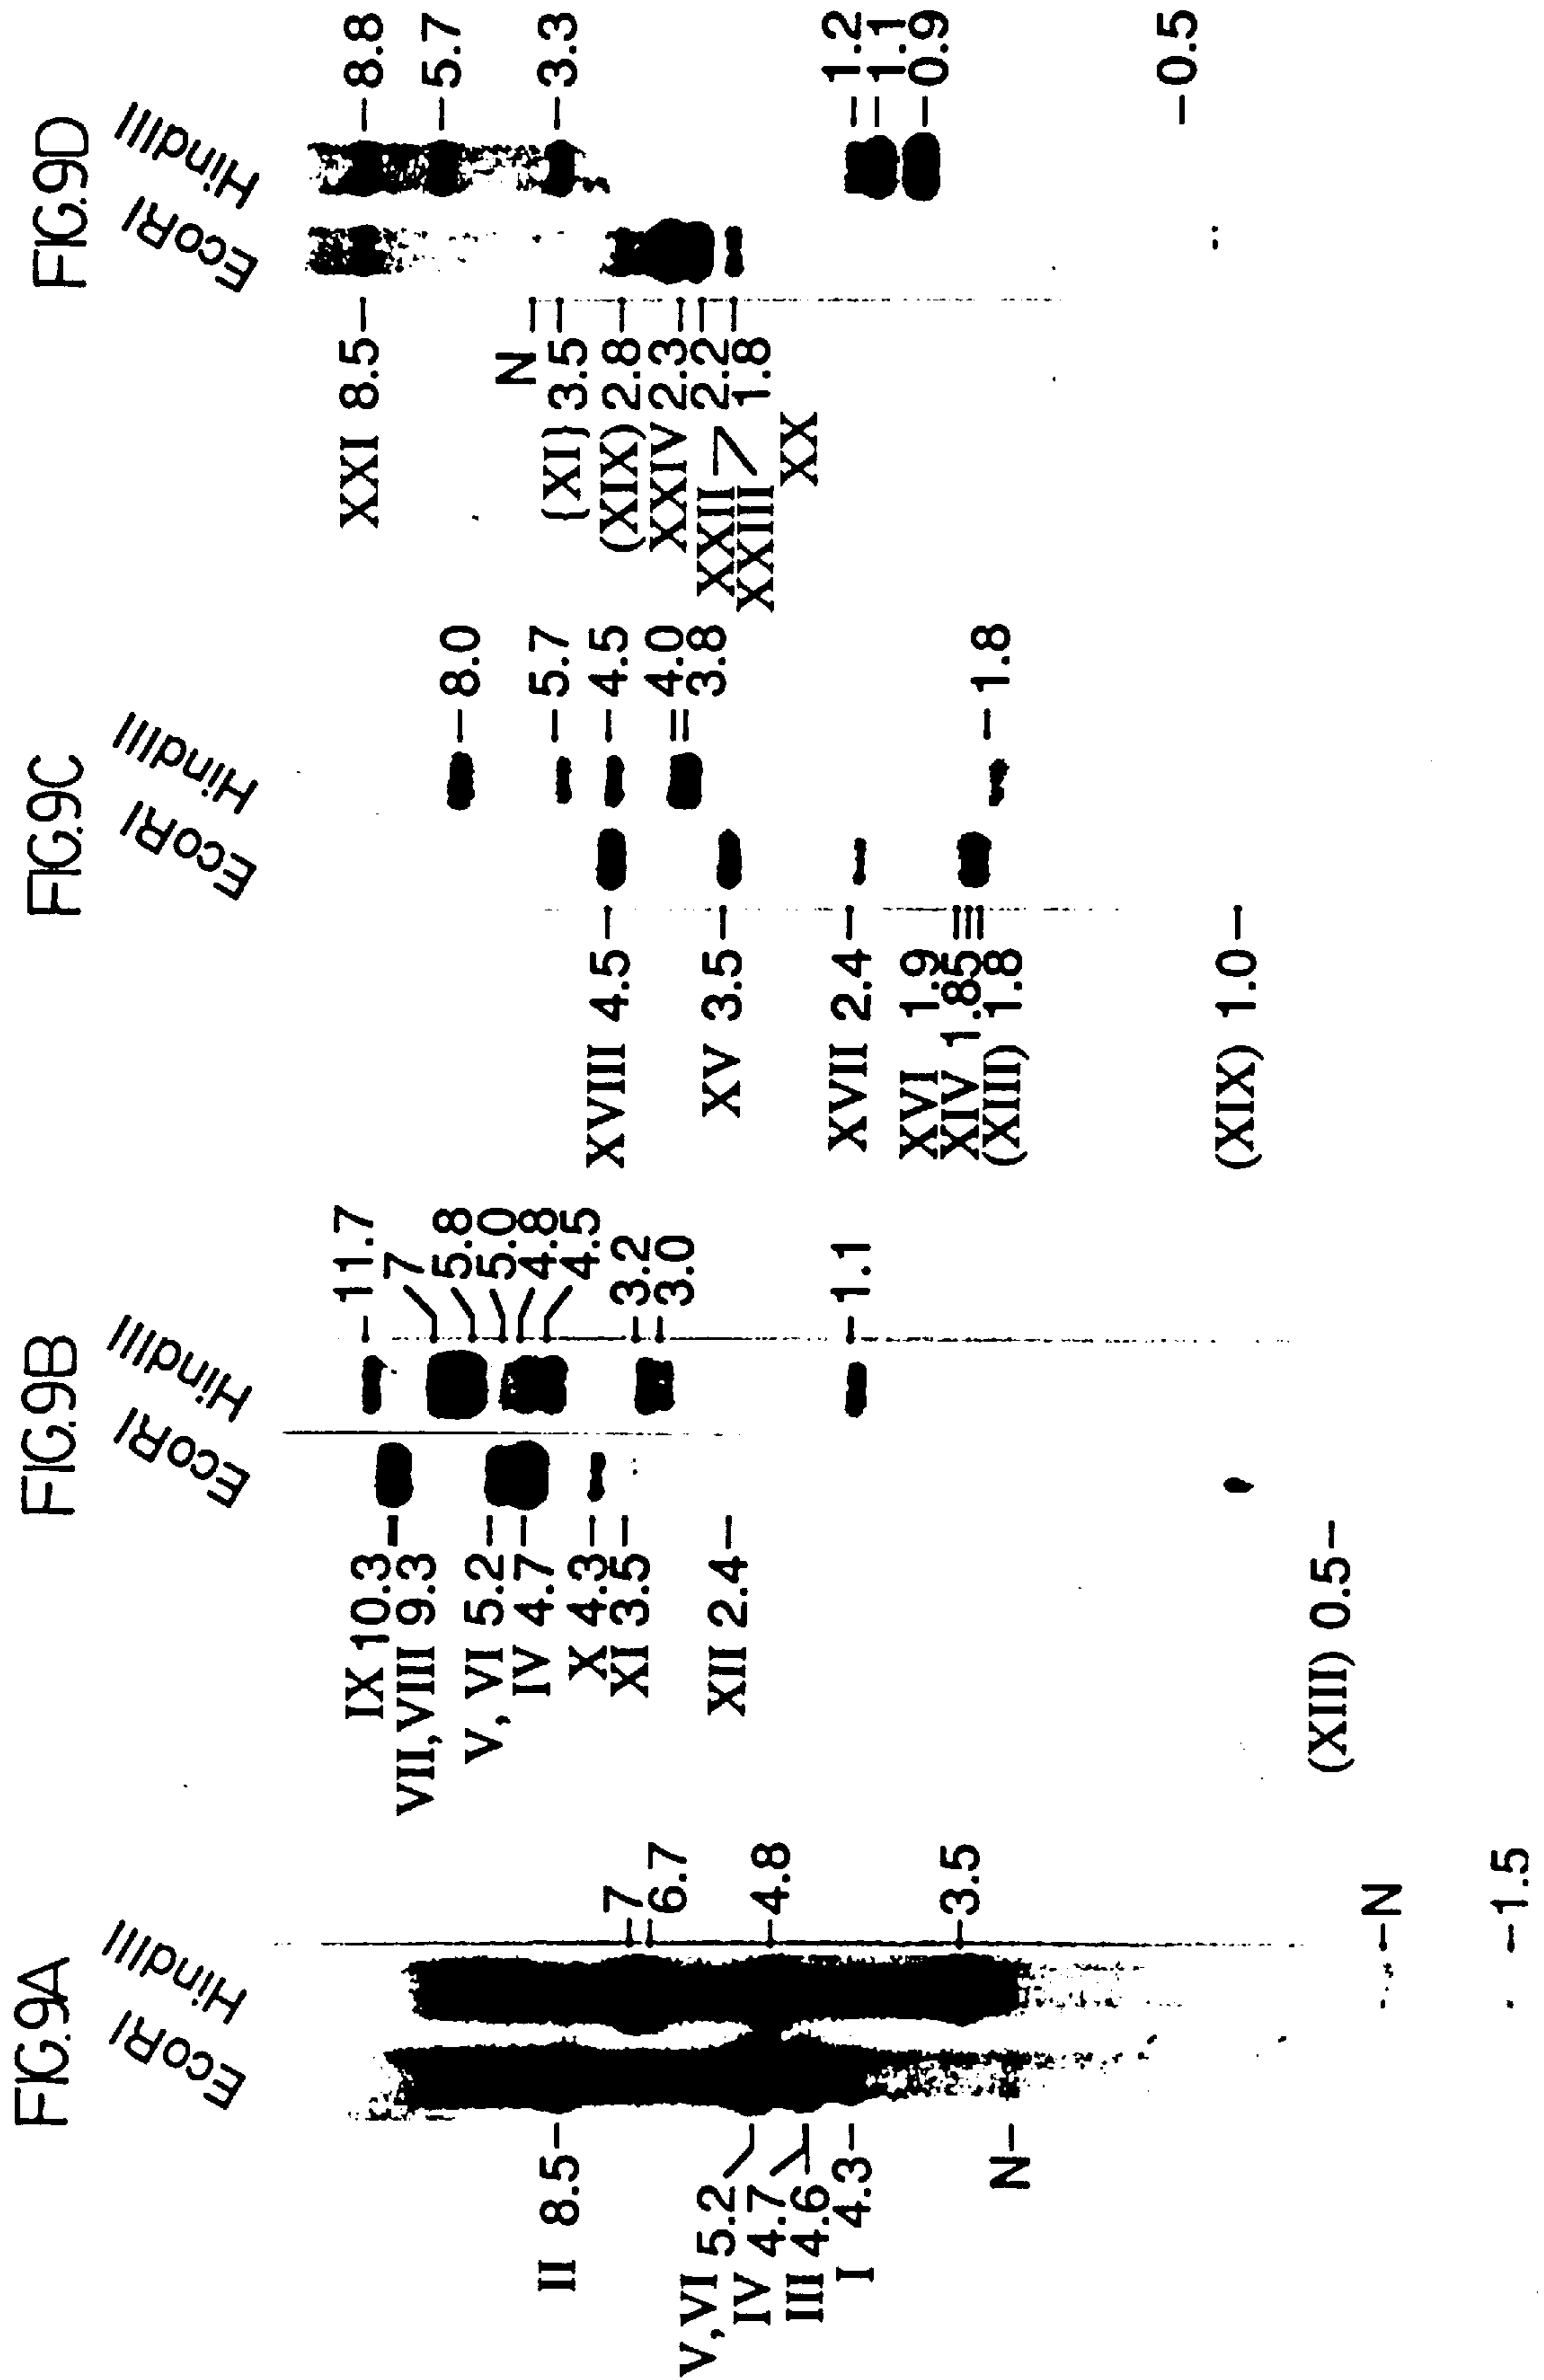 FIG.9A
EcoRI
HindIII
II 8.5
V,VI 5.2
IV 4.7
III 4.6
I 4.3
N
7
6.7
4.8
3.5
N
1.5
FIG.9B
EcoRI
HindIII
IX 10.3
VII,VIII 9.3
V, VI 5.2
IV 4.7
X 4.3
XI 3.5
XII 2.4
(XIII) 0.5
11.7
7
5.8
5.0
4.8
4.5
3.2
3.0
1.1
FIG.9C
EcoRI
HindIII
XVIII 4.5
XV 3.5
XVII 2.4
XVI 1.9
XIV 1.85
(XIII) 1.8
(XIX) 1.0
8.0
5.7
4.5
4.0
3.8
1.8
FIG.9D
EcoRI
HindIII
XXI 8.5
N
{XI} 3.5
(XIX) 2.8
XXIV 2.3
XXII 2.2
XXIII 1.8
XX
8.8
5.7
3.3
1.2
1.1
0.9
0.5